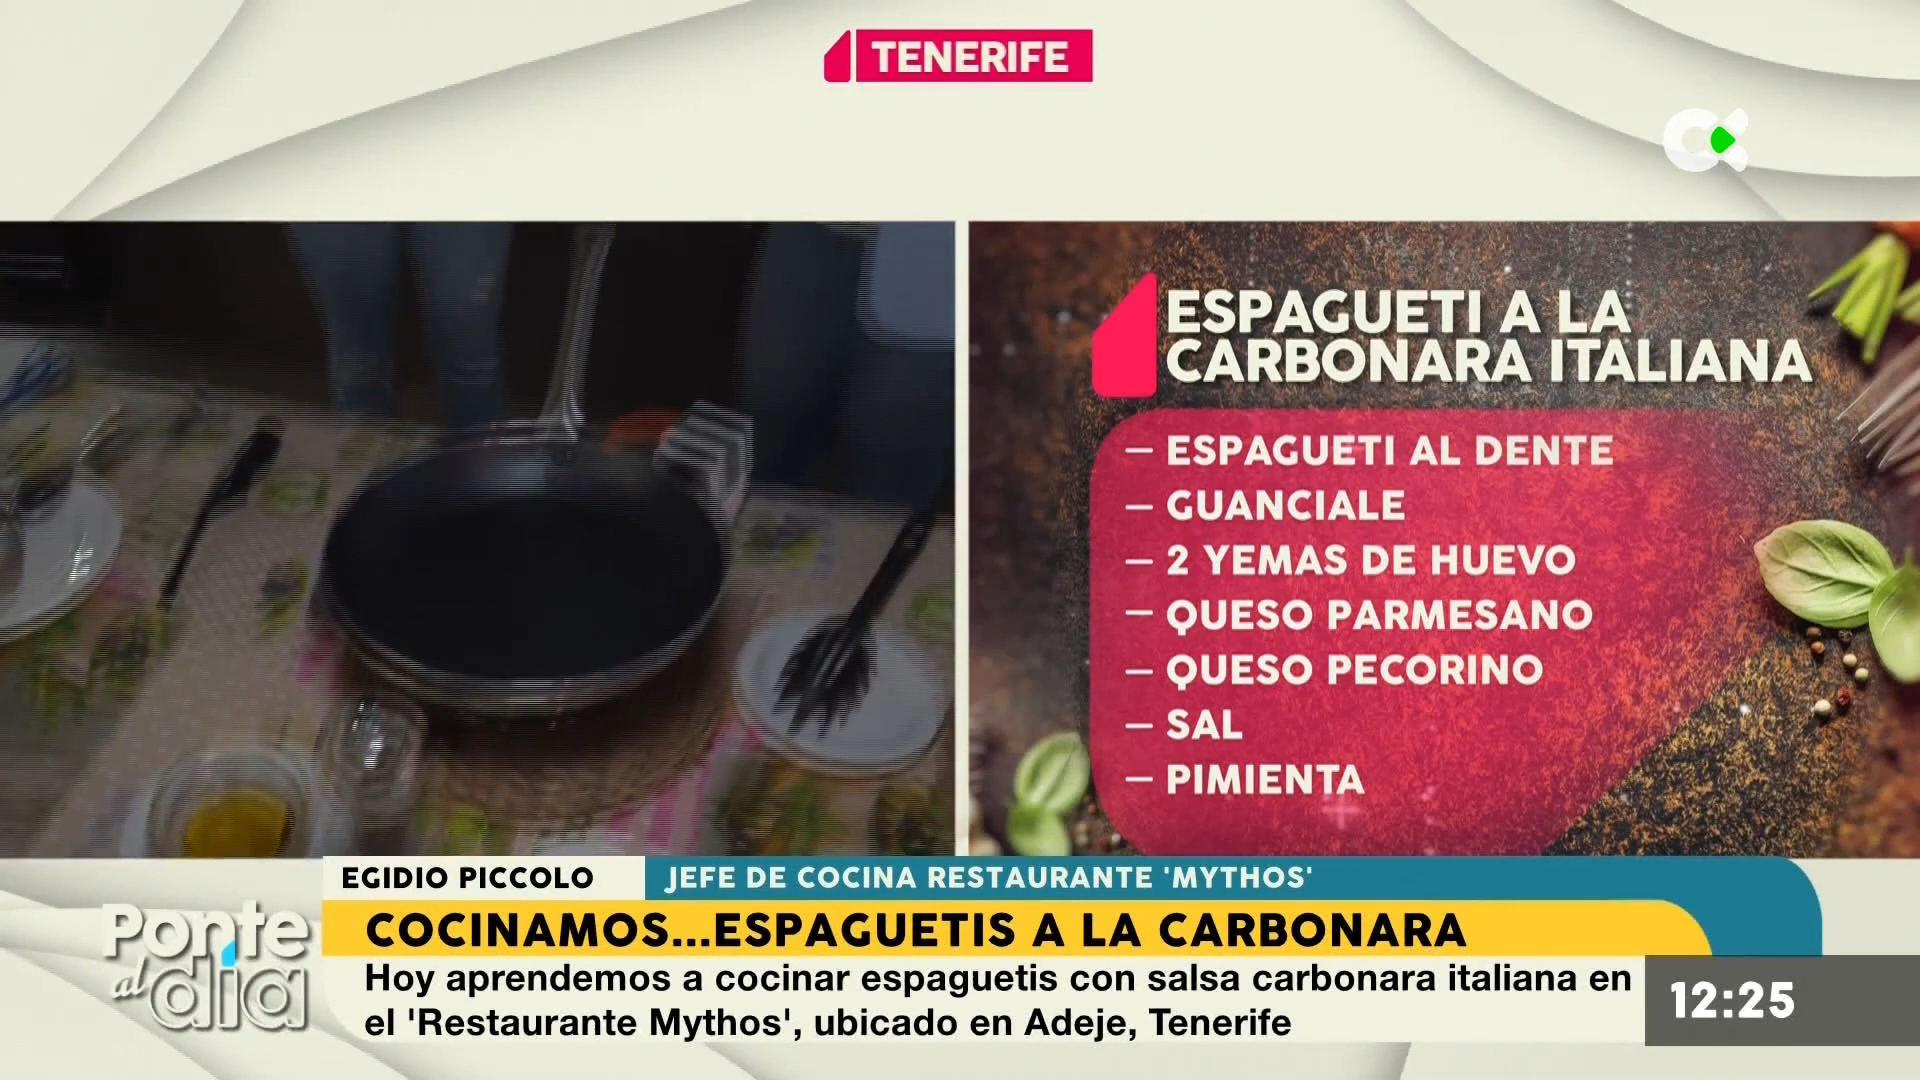 TENERIFE
ESPAGUETI A LA
CARBONARA ITALIANA
– ESPAGUETI AL DENTE
– GUANCIALE
– 2 YEMAS DE HUEVO
– QUESO PARMESANO
– QUESO PECORINO
– SAL
– PIMIENTA
EGIDIO PICCOLO
JEFE DE COCINA RESTAURANTE 'MYTHOS'
Ponte al día
COCINAMOS...ESPAGUETIS A LA CARBONARA
Hoy aprendemos a cocinar espaguetis con salsa carbonara italiana en
el 'Restaurante Mythos', ubicado en Adeje, Tenerife
12:25